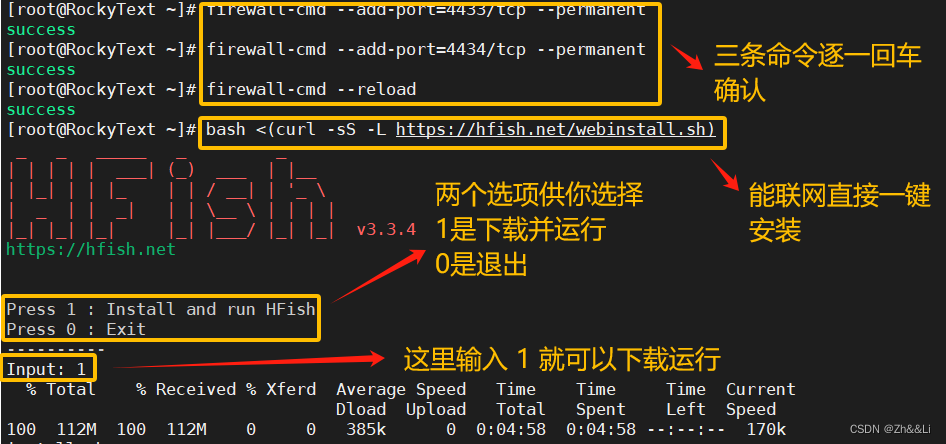 [root@RockyText ~]# firewall-cmd --add-port=4433/tcp --permanent
success
[root@RockyText ~]# firewall-cmd --add-port=4434/tcp --permanent
success
[root@RockyText ~]# firewall-cmd --reload
success
三条命令逐一回车
确认
[root@RockyText ~]# bash <(curl -sS -L https://hfish.net/webinstall.sh)
能联网直接一键
安装
HFish v3.3.4
https://hfish.net
两个选项供你选择
1是下载并运行
0是退出
Press 1 : Install and run HFish
Press 0 : Exit
----------
Input: 1
这里输入 1 就可以下载运行
% Total % Received % Xferd Average Speed Time Time Time Current
Dload Upload Total Spent Left Speed
100 112M 100 112M 0 0 385k 0 0:04:58 0:04:58 --:--:-- 170k
CSDN @Zh&&Li